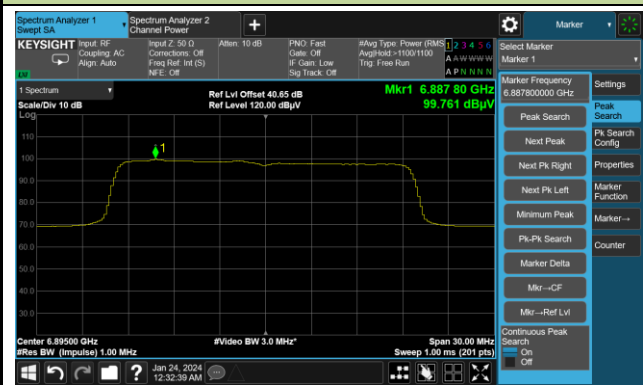 Spectrum Analyzer 1
Swept SA
Spectrum Analyzer 2
Channel Power
+
Marker
KEYSIGHT
Input: RF
Coupling: AC
Align: Auto
Input Z: 50 Ω
Corrections: Off
Freq Ref: Int (S)
NFE: Off
Atten: 10 dB
PNO: Fast
Gate: Off
IF Gain: Low
Sig Track: Off
#Avg Type: Power (RMS)
Avg|Hold:>1100/1100
Trig: Free Run
1 2 3 4 5 6
A A W W W W
A P N N N N
LXI
1 Spectrum
Scale/Div 10 dB
Log
Ref Lvl Offset 40.65 dB
Ref Level 120.00 dBµV
Mkr1 6.887 80 GHz
99.761 dBµV
110
100
90.0
80.0
70.0
60.0
50.0
40.0
30.0
1
Center 6.89500 GHz
#Res BW (Impulse) 1.00 MHz
#Video BW 3.0 MHz*
Span 30.00 MHz
Sweep 1.00 ms (201 pts)
Select Marker
Marker 1
Marker Frequency
6.887800000 GHz
Peak Search
Next Peak
Next Pk Right
Next Pk Left
Minimum Peak
Pk-Pk Search
Marker Delta
Mkr→CF
Mkr→Ref Lvl
Continuous Peak
Search
On
Off
Settings
Peak
Search
Pk Search
Config
Properties
Marker
Function
Marker→
Counter
?
Jan 24, 2024
12:32:39 AM